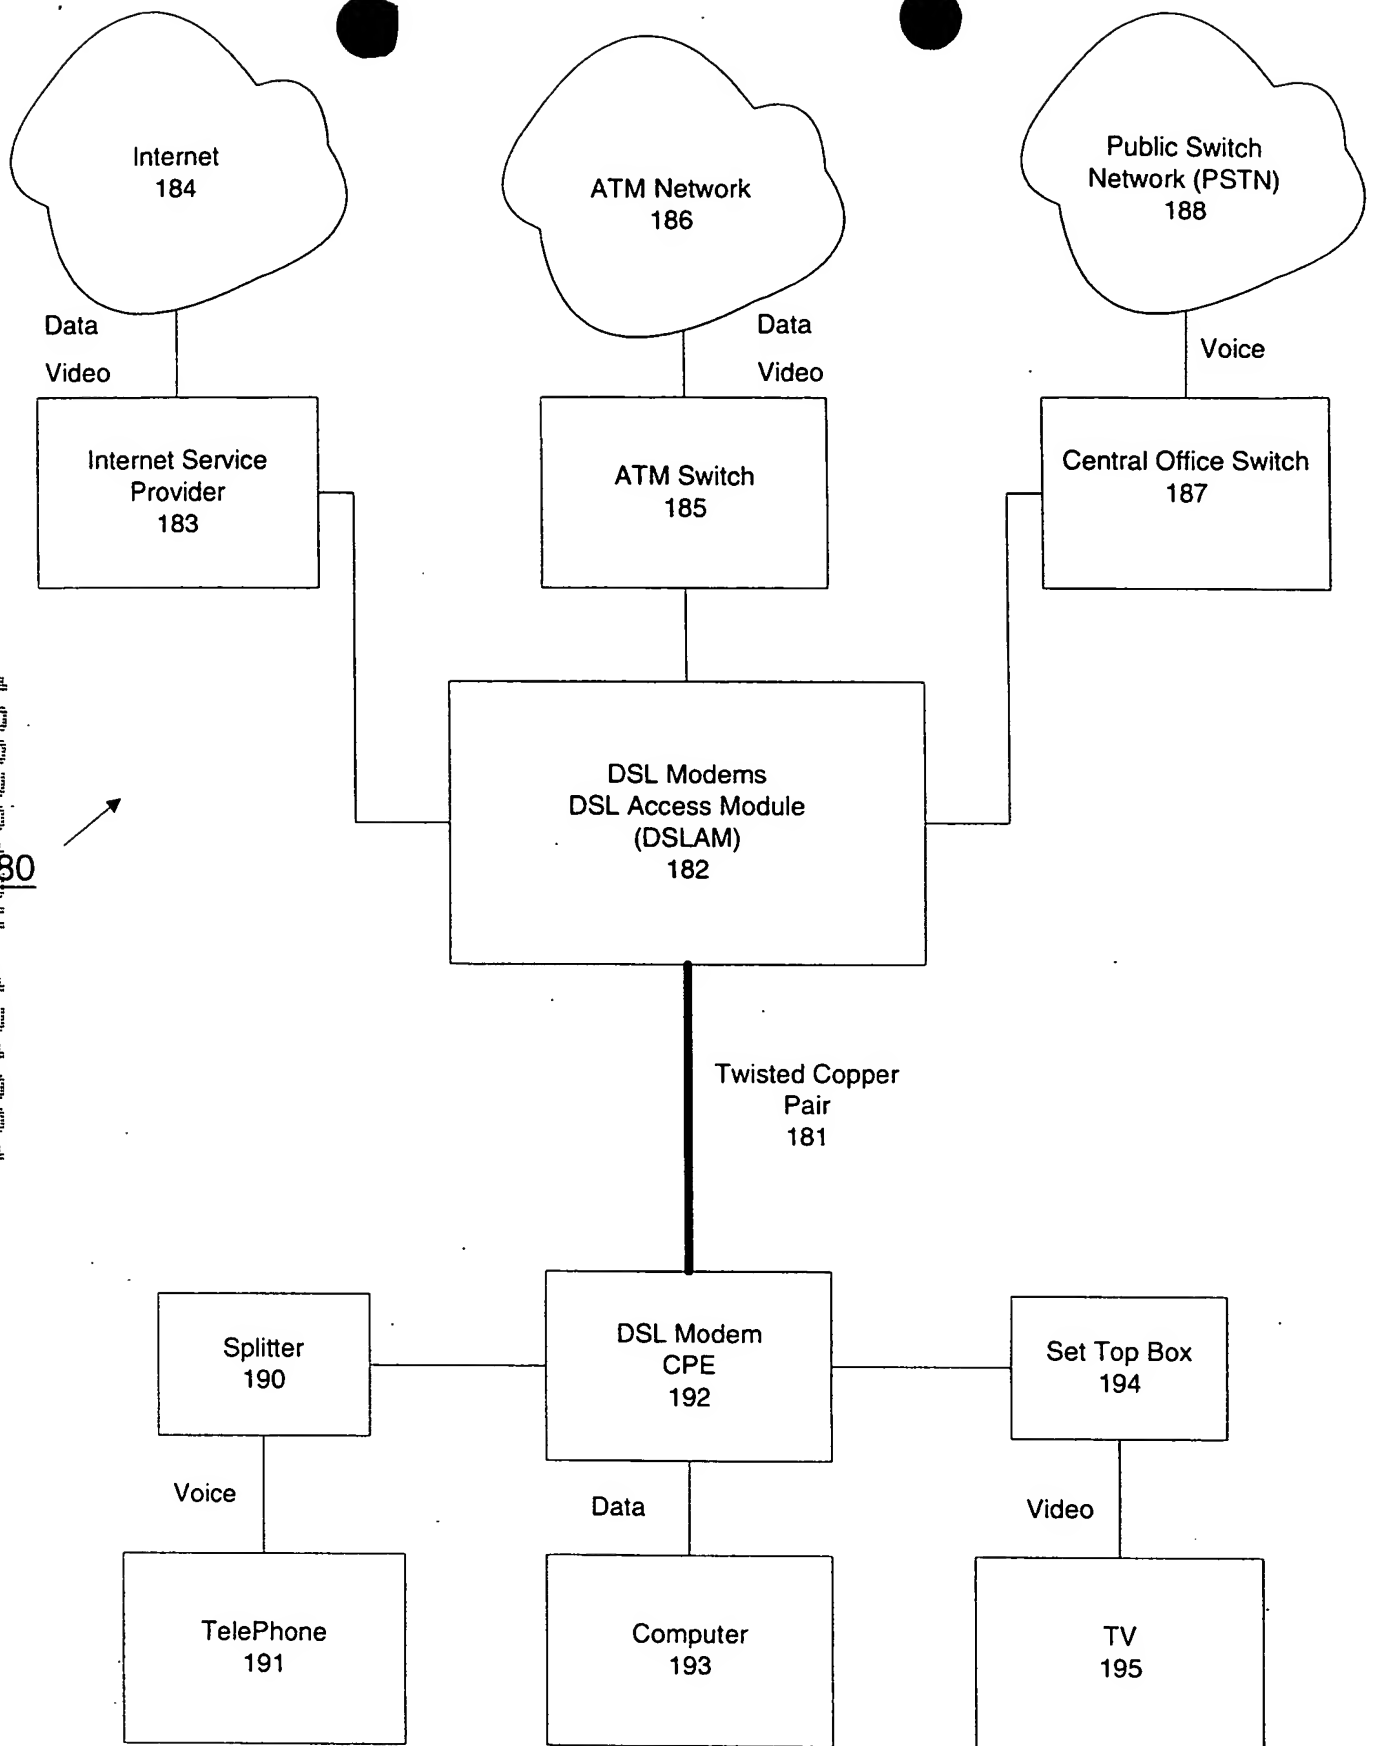 Internet
184
ATM Network
186
Public Switch
Network (PSTN)
188
Data
Video
Data
Video
Voice
Internet Service
Provider
183
ATM Switch
185
Central Office Switch
187
DSL Modems
DSL Access Module
(DSLAM)
182
80
Twisted Copper
Pair
181
Splitter
190
DSL Modem
CPE
192
Set Top Box
194
Voice
Data
Video
TelePhone
191
Computer
193
TV
195